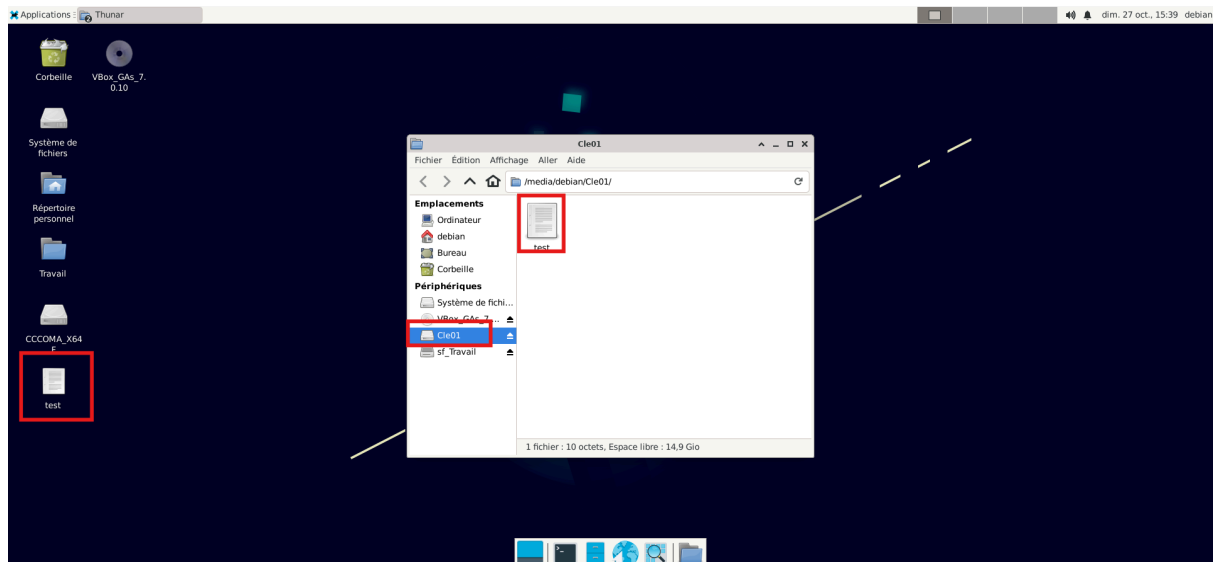 Applications
Thunar
dim. 27 oct., 15:39 debian
Corbeille
VBox_GAs_7.
0.10
Système de
fichiers
Répertoire
personnel
Travail
CCCOMA_X64
F
test
Cle01
Fichier Édition Affichage Aller Aide
/media/debian/Cle01/
Emplacements
Ordinateur
debian
Bureau
Corbeille
Périphériques
Système de fichi...
VBox_GAs_7....
Cle01
sf_Travail
test
1 fichier : 10 octets, Espace libre : 14,9 Gio